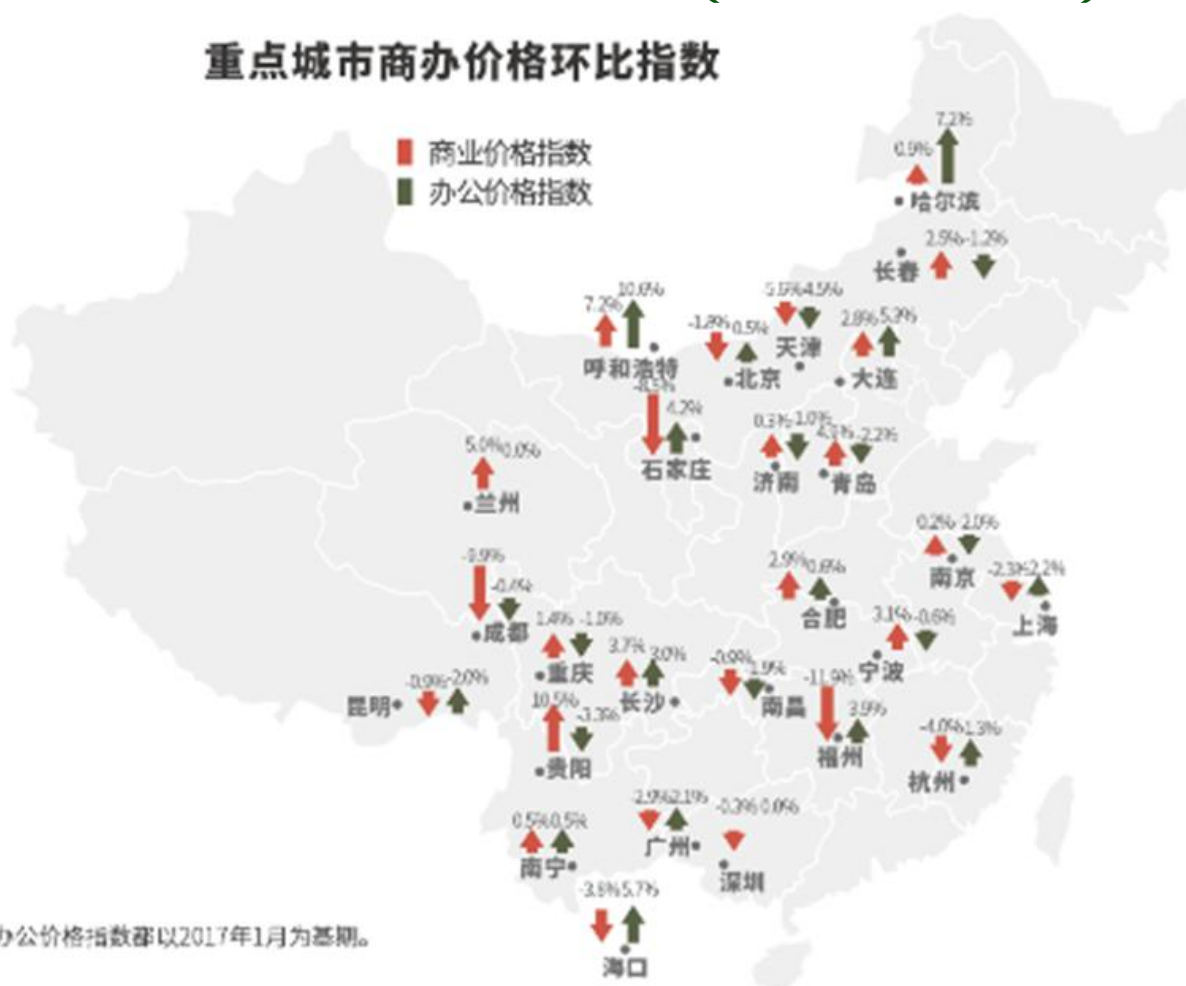 重点城市商办价格环比指数
商业价格指数
办公价格指数
7.2%
0.9%
哈尔滨
2.5% -1.2%
长春
10.6%
7.2%
呼和浩特
-1.8% 0.5%
北京
4.5%
天津
2.8% 5.3%
大连
-8.5%
4.2%
石家庄
0.3% -1.0%
济南
-2.2%
青岛
5.0% 0.0%
兰州
0.2% -2.0%
南京
-2.3% 2.2%
上海
-9.9%
-0.4%
成都
2.9% 0.6%
合肥
3.1% -0.6%
宁波
1.4% -1.0%
重庆
3.7% 3.0%
长沙
-0.9%
南昌
-0.9% -2.0%
昆明
10.5%
-3.3%
贵阳
-11.9%
3.9%
福州
-4.0% 1.3%
杭州
0.5% 0.5%
南宁
-2.9% 2.1%
广州
-0.3% 0.0%
深圳
-3.8% 5.7%
海口
办公价格指数都以2017年1月为基期。